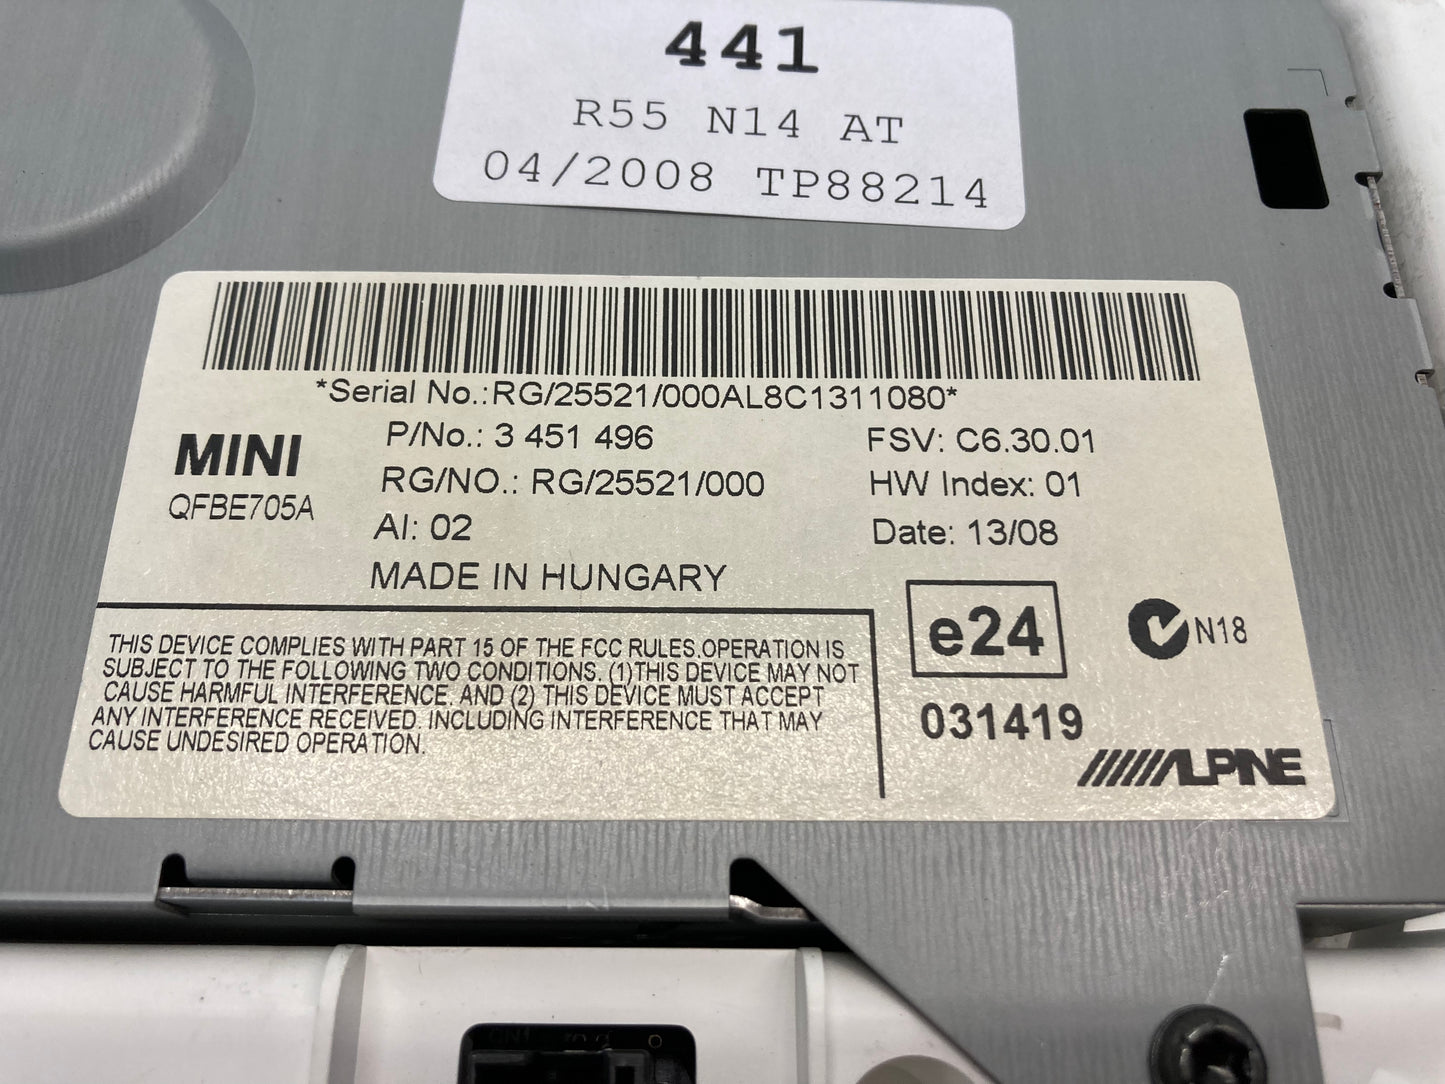 441
R55 N14 AT
04/2008 TP88214
*Serial No.:RG/25521/000AL8C1311080*
MINI
QFBE705A
P/No.: 3 451 496
RG/NO.: RG/25521/000
AI: 02
MADE IN HUNGARY
FSV: C6.30.01
HW Index: 01
Date: 13/08
THIS DEVICE COMPLIES WITH PART 15 OF THE FCC RULES.OPERATION IS
SUBJECT TO THE FOLLOWING TWO CONDITIONS. (1)THIS DEVICE MAY NOT
CAUSE HARMFUL INTERFERENCE. AND (2) THIS DEVICE MUST ACCEPT
ANY INTERFERENCE RECEIVED. INCLUDING INTERFERENCE THAT MAY
CAUSE UNDESIRED OPERATION.
e24
031419
N18
ALPINE